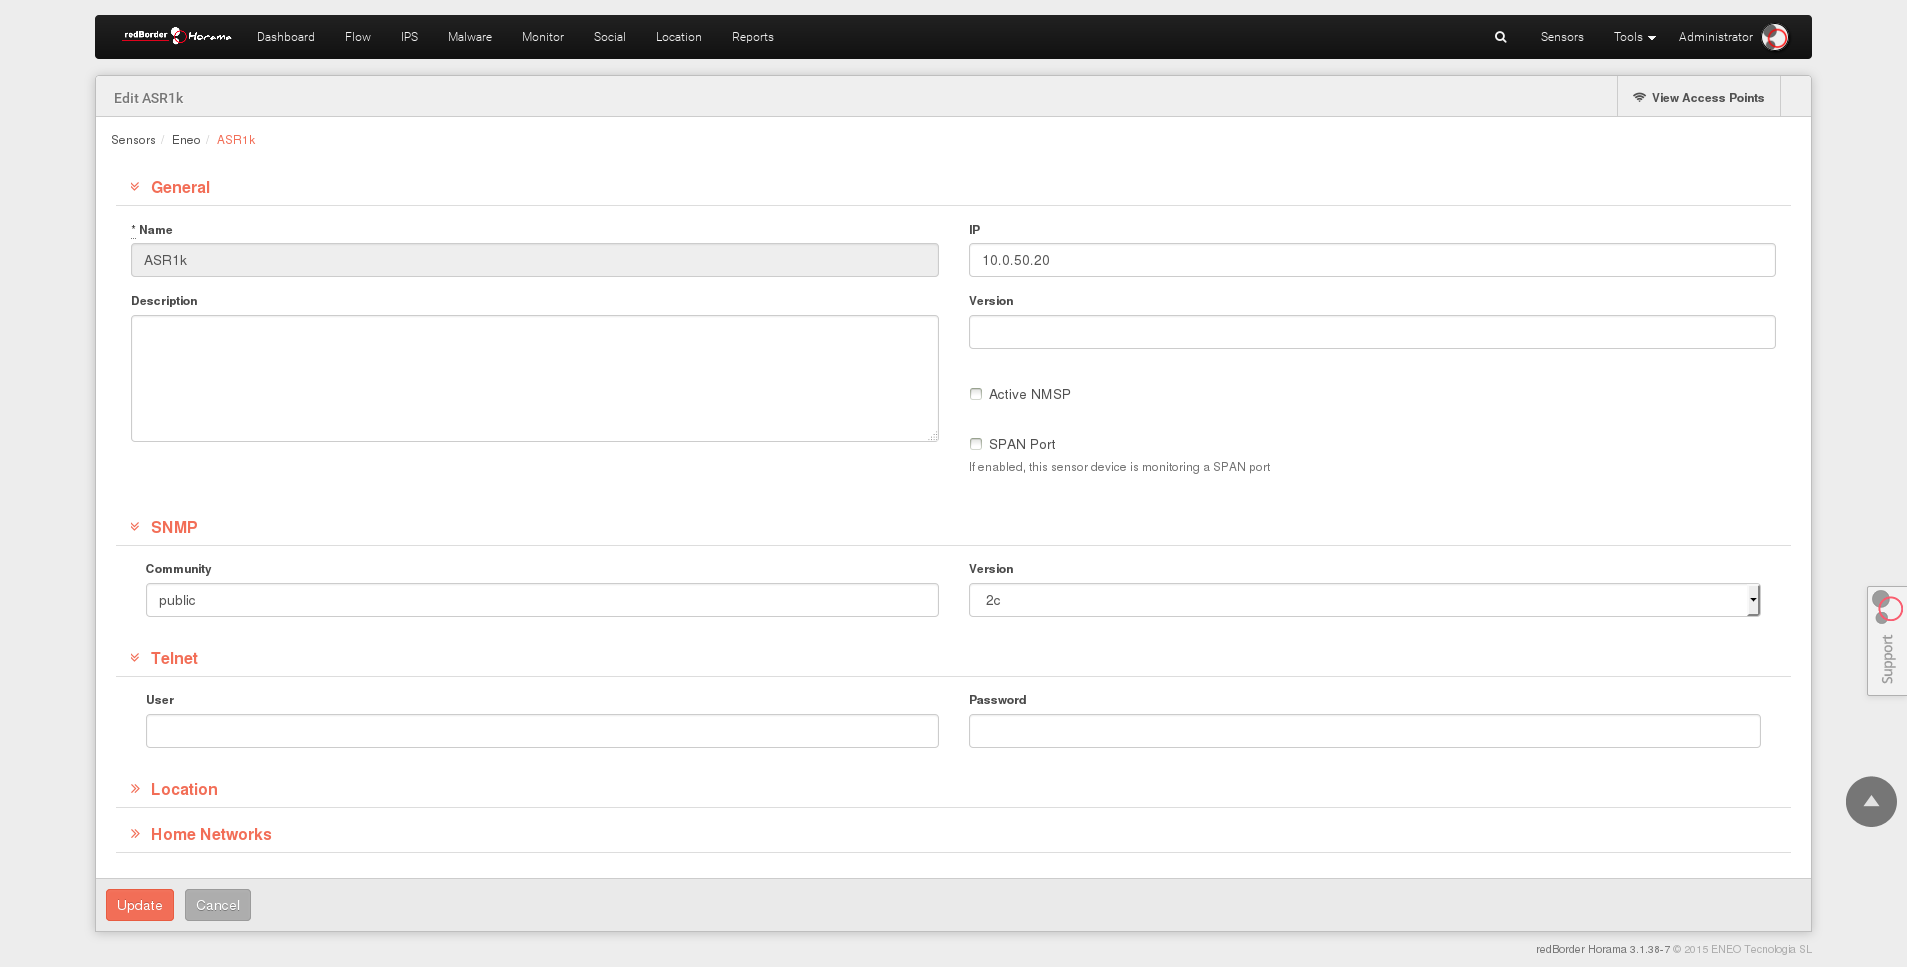 redBorder Horama Dashboard Flow IPS Malware Monitor Social Location Reports Sensors Tools Administrator
Edit ASR1k View Access Points
Sensors / Eneo / ASR1k
General
* Name IP
ASR1k 10.0.50.20
Description Version
Active NMSP
SPAN Port
If enabled, this sensor device is monitoring a SPAN port
SNMP
Community Version
public 2c
Telnet
User Password
Support
Location
Home Networks
Update Cancel
redBorder Horama 3.1.38-7 © 2015 ENEO Tecnologia SL